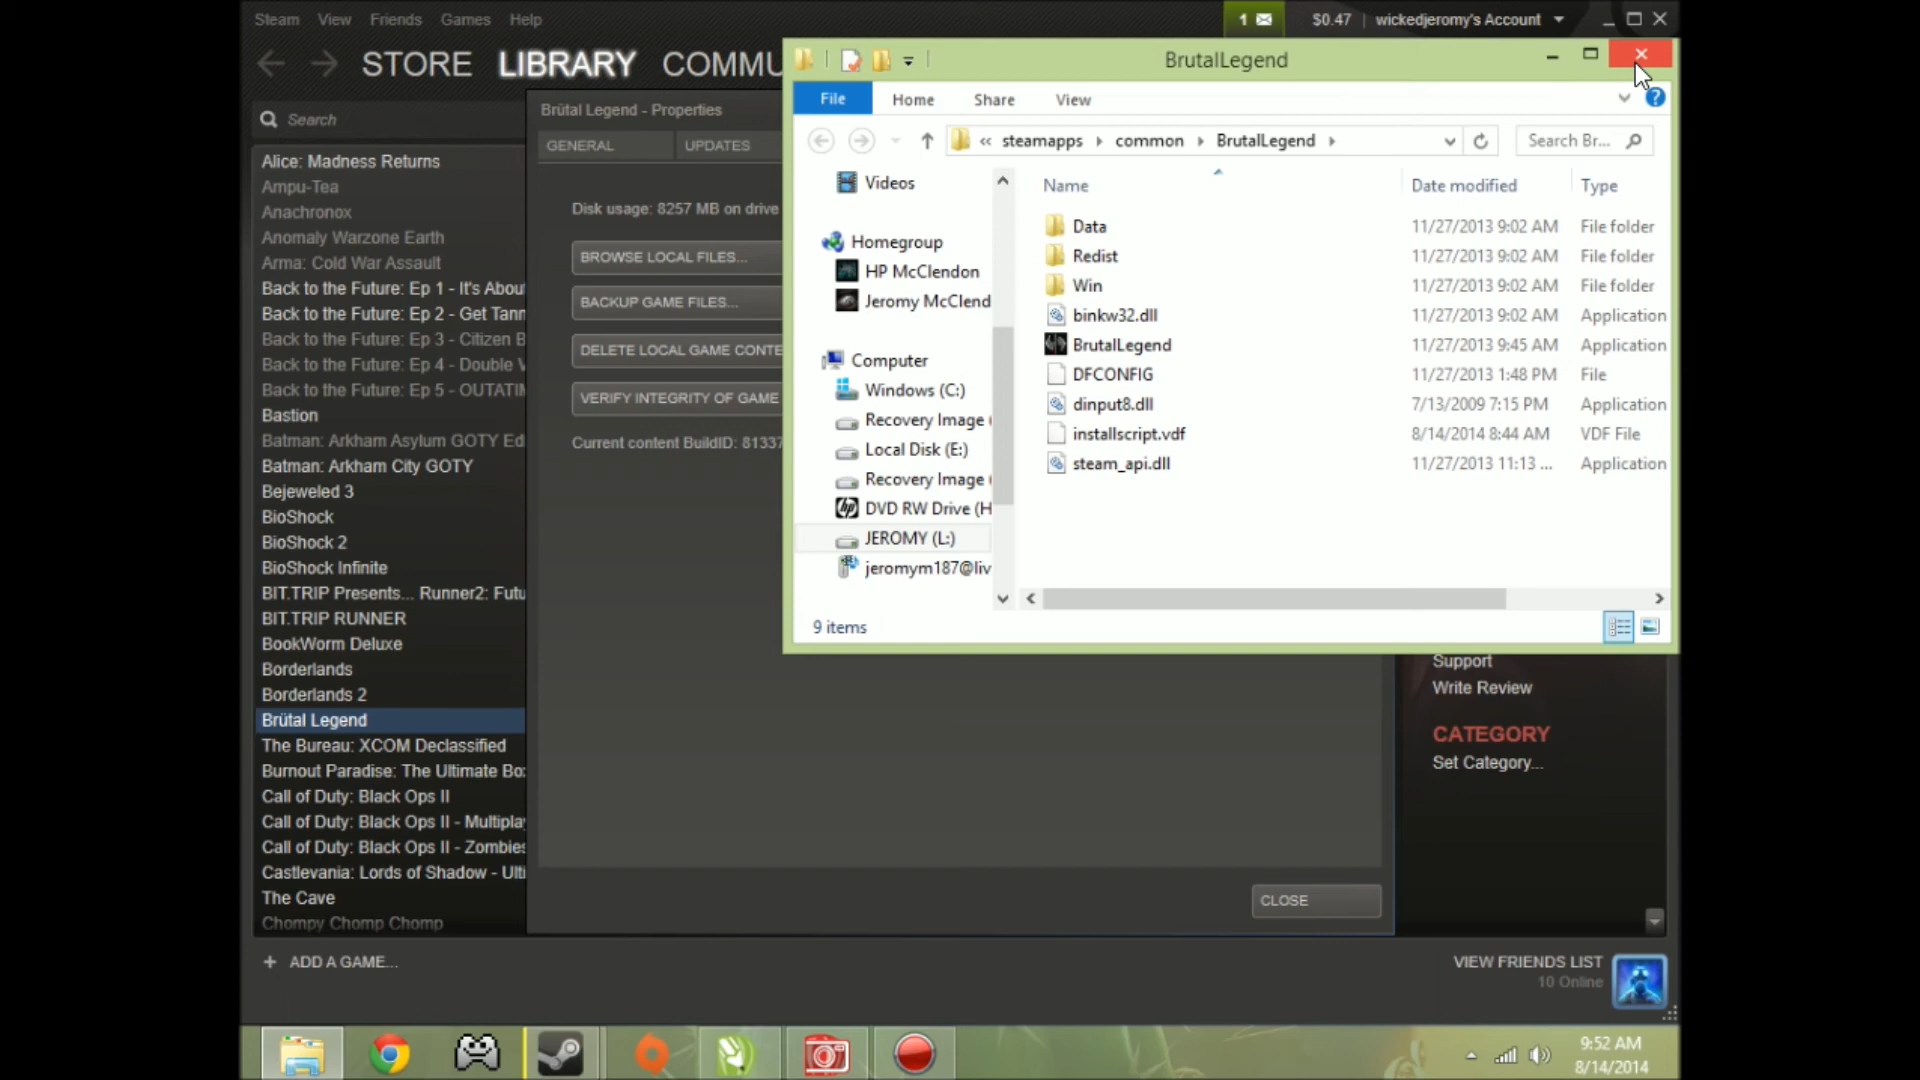 Steam View Friends Games Help
1 $0.47 | wickedjeromy's Account
STORE LIBRARY COMMU
Search
Alice: Madness Returns
Ampu-Tea
Anachronox
Anomaly Warzone Earth
Arma: Cold War Assault
Back to the Future: Ep 1 - It's Abou
Back to the Future: Ep 2 - Get Tann
Back to the Future: Ep 3 - Citizen B
Back to the Future: Ep 4 - Double V
Back to the Future: Ep 5 - OUTATIM
Bastion
Batman: Arkham Asylum GOTY Ed
Batman: Arkham City GOTY
Bejeweled 3
BioShock
BioShock 2
BioShock Infinite
BIT.TRIP Presents... Runner2: Futu
BIT.TRIP RUNNER
BookWorm Deluxe
Borderlands
Borderlands 2
Brütal Legend
The Bureau: XCOM Declassified
Burnout Paradise: The Ultimate Bo
Call of Duty: Black Ops II
Call of Duty: Black Ops II - Multipla
Call of Duty: Black Ops II - Zombies
Castlevania: Lords of Shadow - Ulti
The Cave
Chompy Chomp Chomp
+ ADD A GAME...
Brütal Legend - Properties
GENERAL UPDATES
Disk usage: 8257 MB on drive
BROWSE LOCAL FILES...
BACKUP GAME FILES...
DELETE LOCAL GAME CONTE
VERIFY INTEGRITY OF GAME
Current content BuildID: 81337
CLOSE
BrutalLegend
File Home Share View
« steamapps common BrutalLegend
Search Br...
Videos
Homegroup
HP McClendon
Jeromy McClend
Computer
Windows (C:)
Recovery Image
Local Disk (E:)
Recovery Image
DVD RW Drive (H
JEROMY (L:)
jeromym187@liv
Name Date modified Type
Data 11/27/2013 9:02 AM File folder
Redist 11/27/2013 9:02 AM File folder
Win 11/27/2013 9:02 AM File folder
binkw32.dll 11/27/2013 9:02 AM Application
BrutalLegend 11/27/2013 9:45 AM Application
DFCONFIG 11/27/2013 1:48 PM File
dinput8.dll 7/13/2009 7:15 PM Application
installscript.vdf 8/14/2014 8:44 AM VDF File
steam_api.dll 11/27/2013 11:13 ... Application
9 items
Support
Write Review
CATEGORY
Set Category...
VIEW FRIENDS LIST
10 Online
9:52 AM
8/14/2014